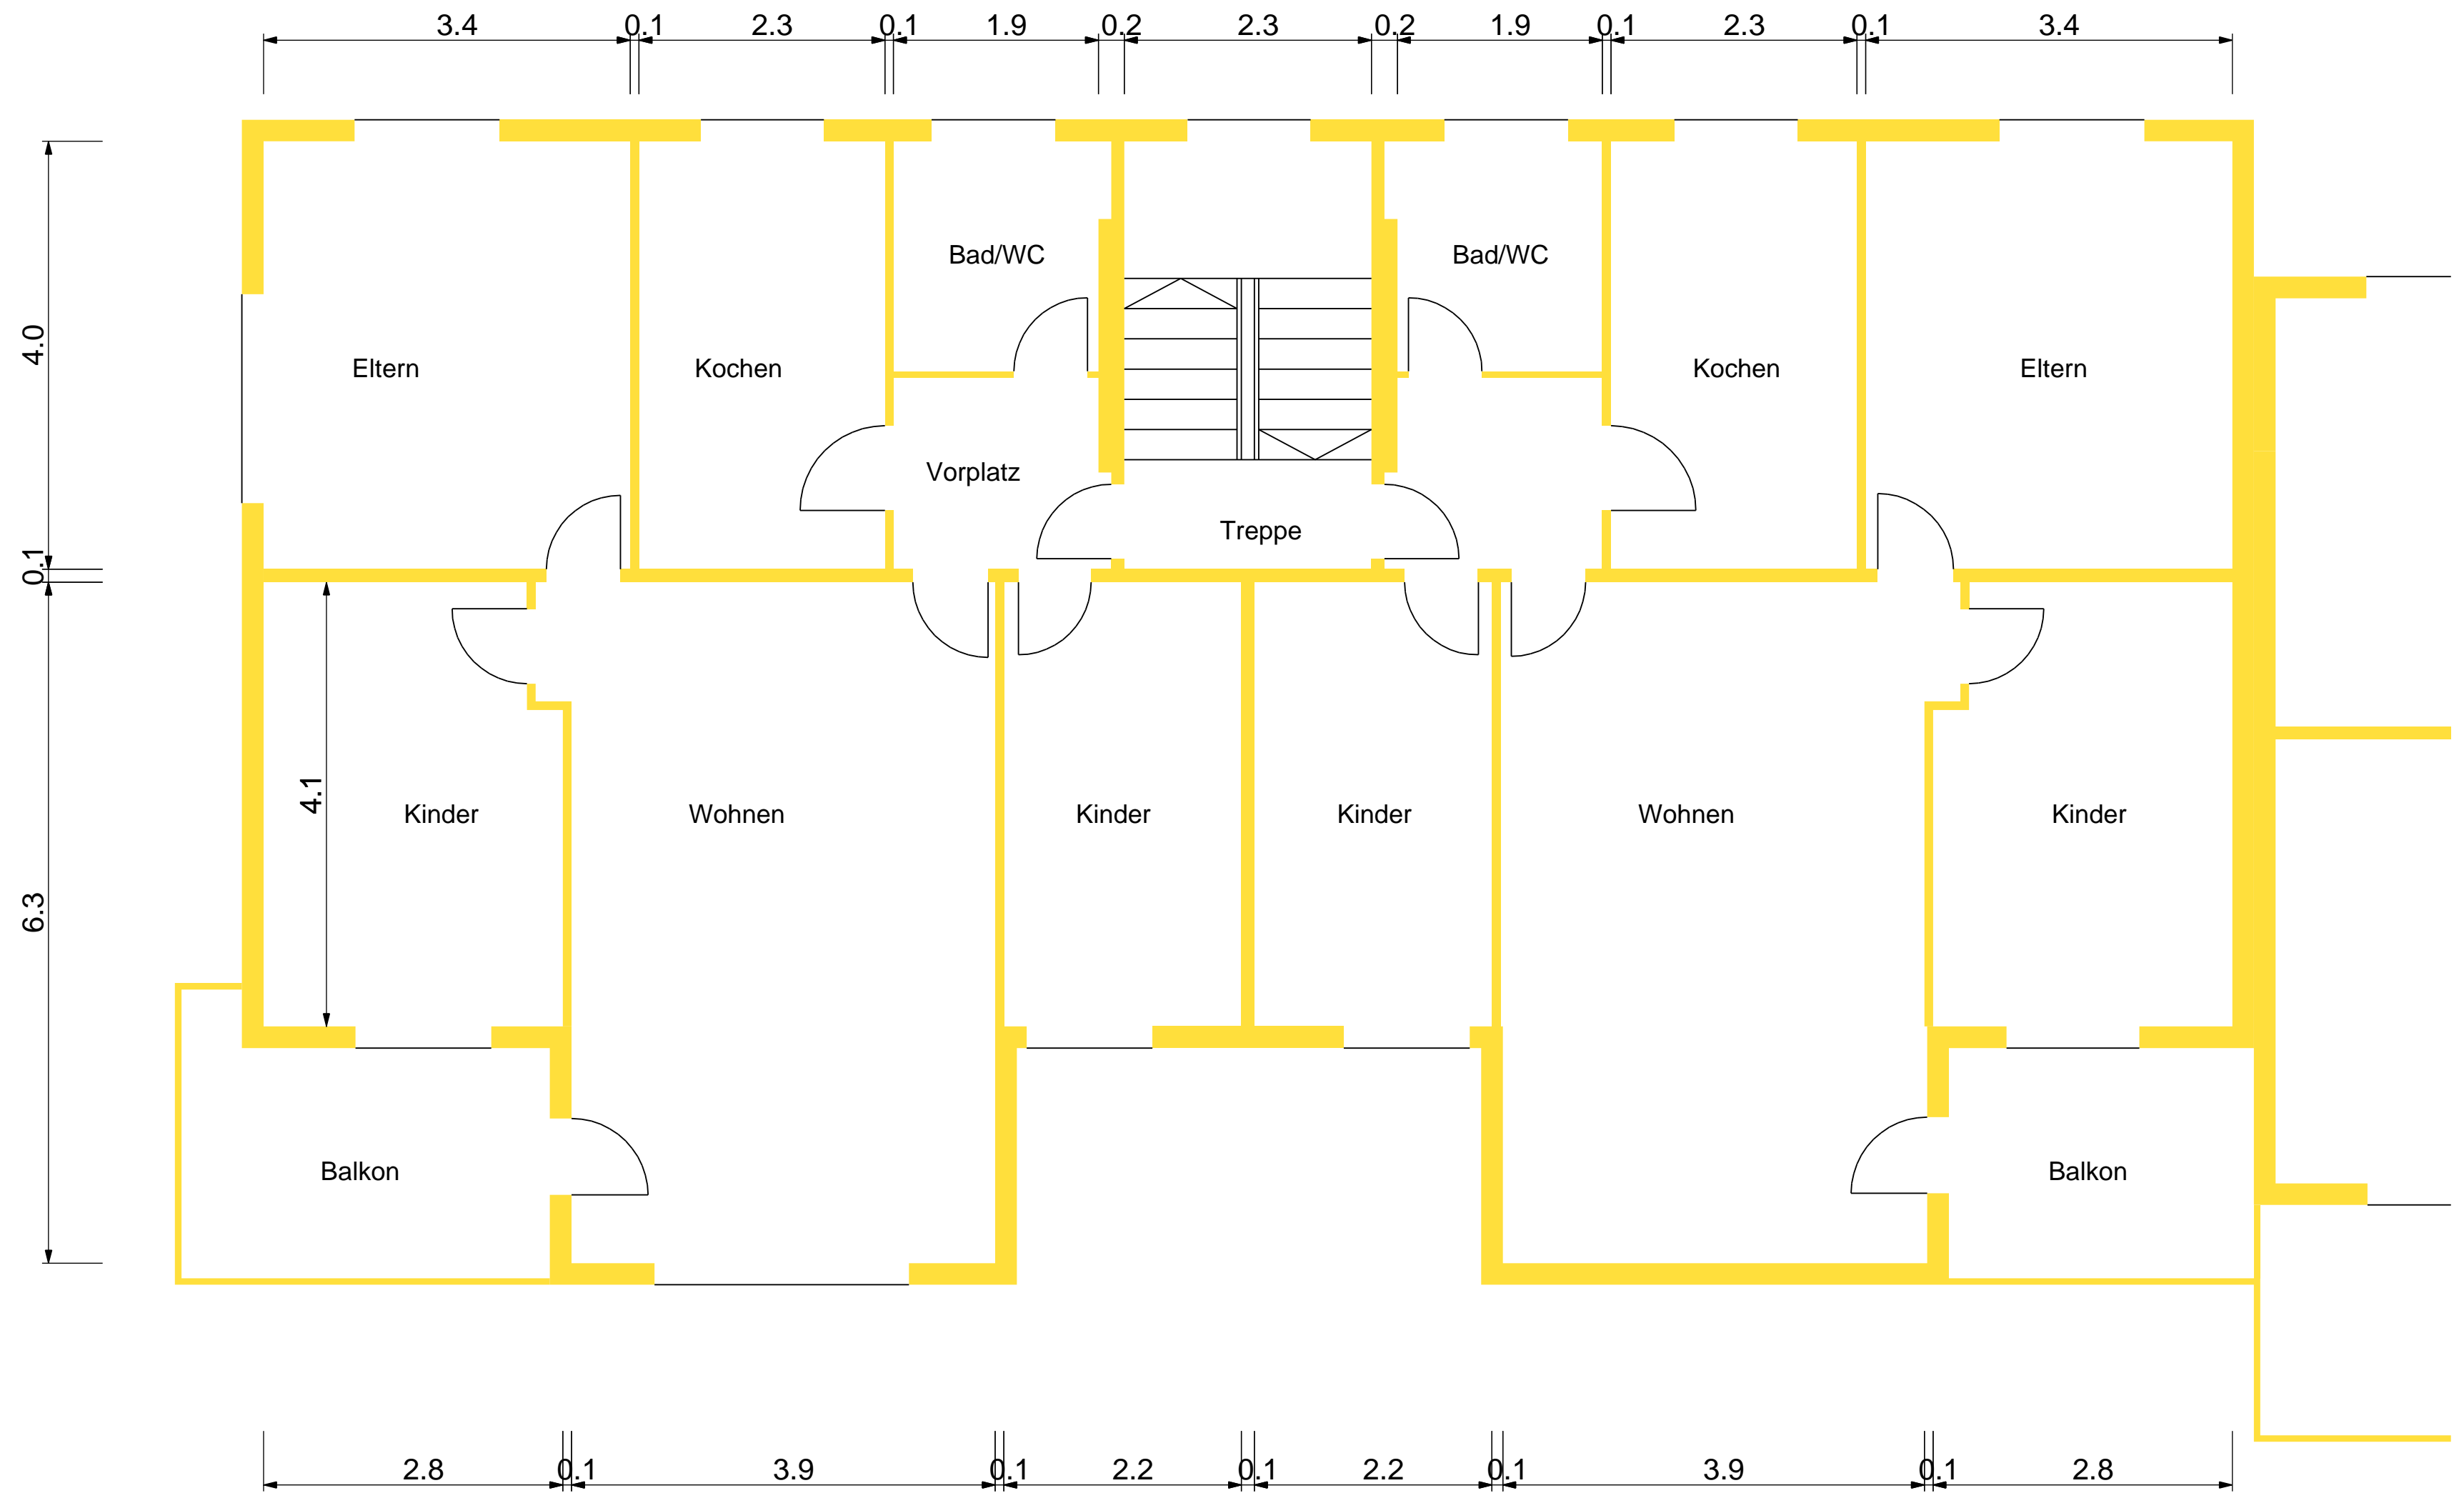 3.4 0.1 2.3 0.1 1.9 0.2 2.3 0.2 1.9 0.1 2.3 0.1 3.4
Bad/WC Bad/WC
4.0
Eltern Kochen Kochen Eltern
Vorplatz
Treppe
0.1
4.1
Kinder Wohnen Kinder Kinder Wohnen Kinder
6.3
Balkon Balkon
2.8 0.1 3.9 0.1 2.2 0.1 2.2 0.1 3.9 0.1 2.8